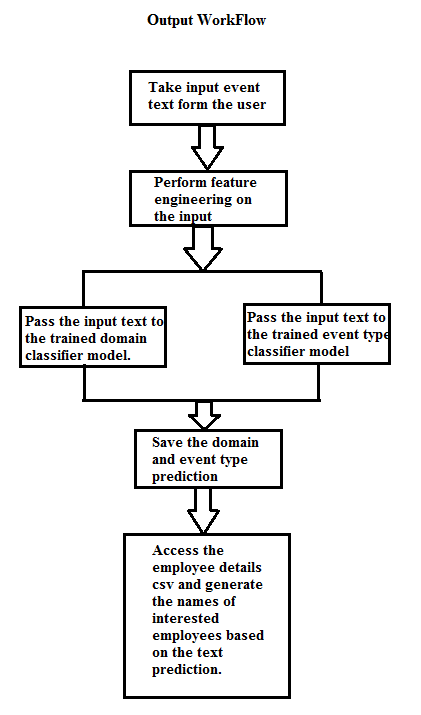 Output WorkFlow
Take input event
text form the user
Perform feature
engineering on
the input
Pass the input text to
the trained domain
classifier model.
Pass the input text to
the trained event type
classifier model
Save the domain
and event type
prediction
Access the
employee details
csv and generate
the names of
interested
employees based
on the text
prediction.